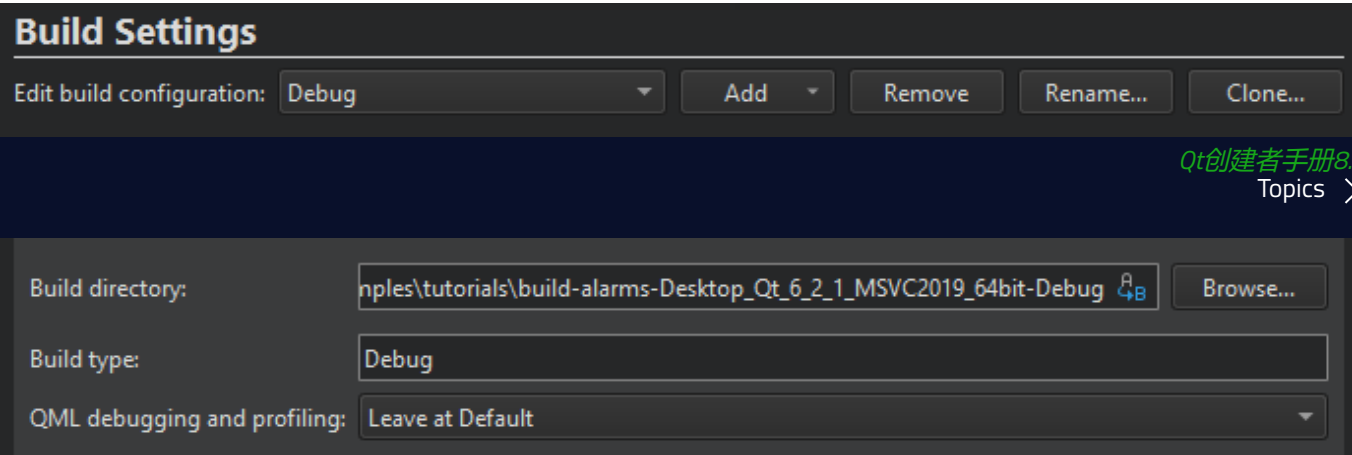 Build Settings
Edit build configuration: Debug Add Remove Rename... Clone...
Qt创建者手册8.
Topics
Build directory: nples\tutorials\build-alarms-Desktop_Qt_6_2_1_MSVC2019_64bit-Debug B Browse...
Build type: Debug
QML debugging and profiling: Leave at Default